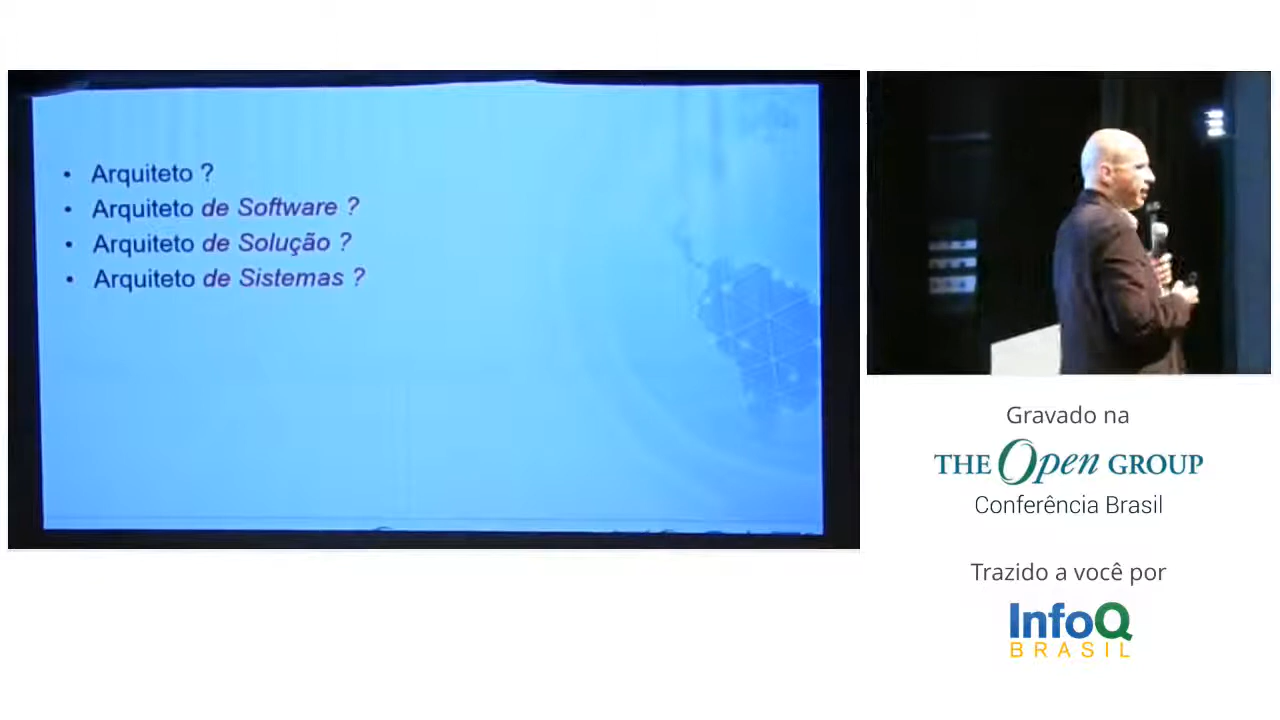 • Arquiteto ?
• Arquiteto de Software ?
• Arquiteto de Solução ?
• Arquiteto de Sistemas ?
Gravado na
THE Open GROUP
Conferência Brasil
Trazido a você por
InfoQ
BRASIL